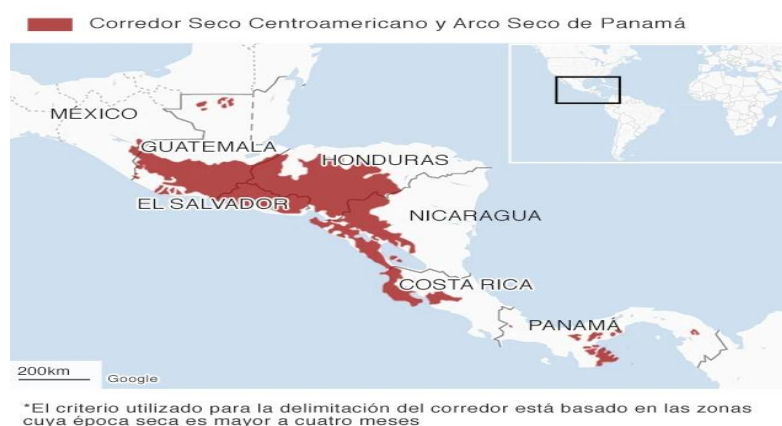 Corredor Seco Centroamericano y Arco Seco de Panamá
MÉXICO
GUATEMALA
HONDURAS
EL SALVADOR
NICARAGUA
COSTA RICA
PANAMÁ
200km
Google
*El criterio utilizado para la delimitación del corredor está basado en las zonas
cuya época seca es mayor a cuatro meses